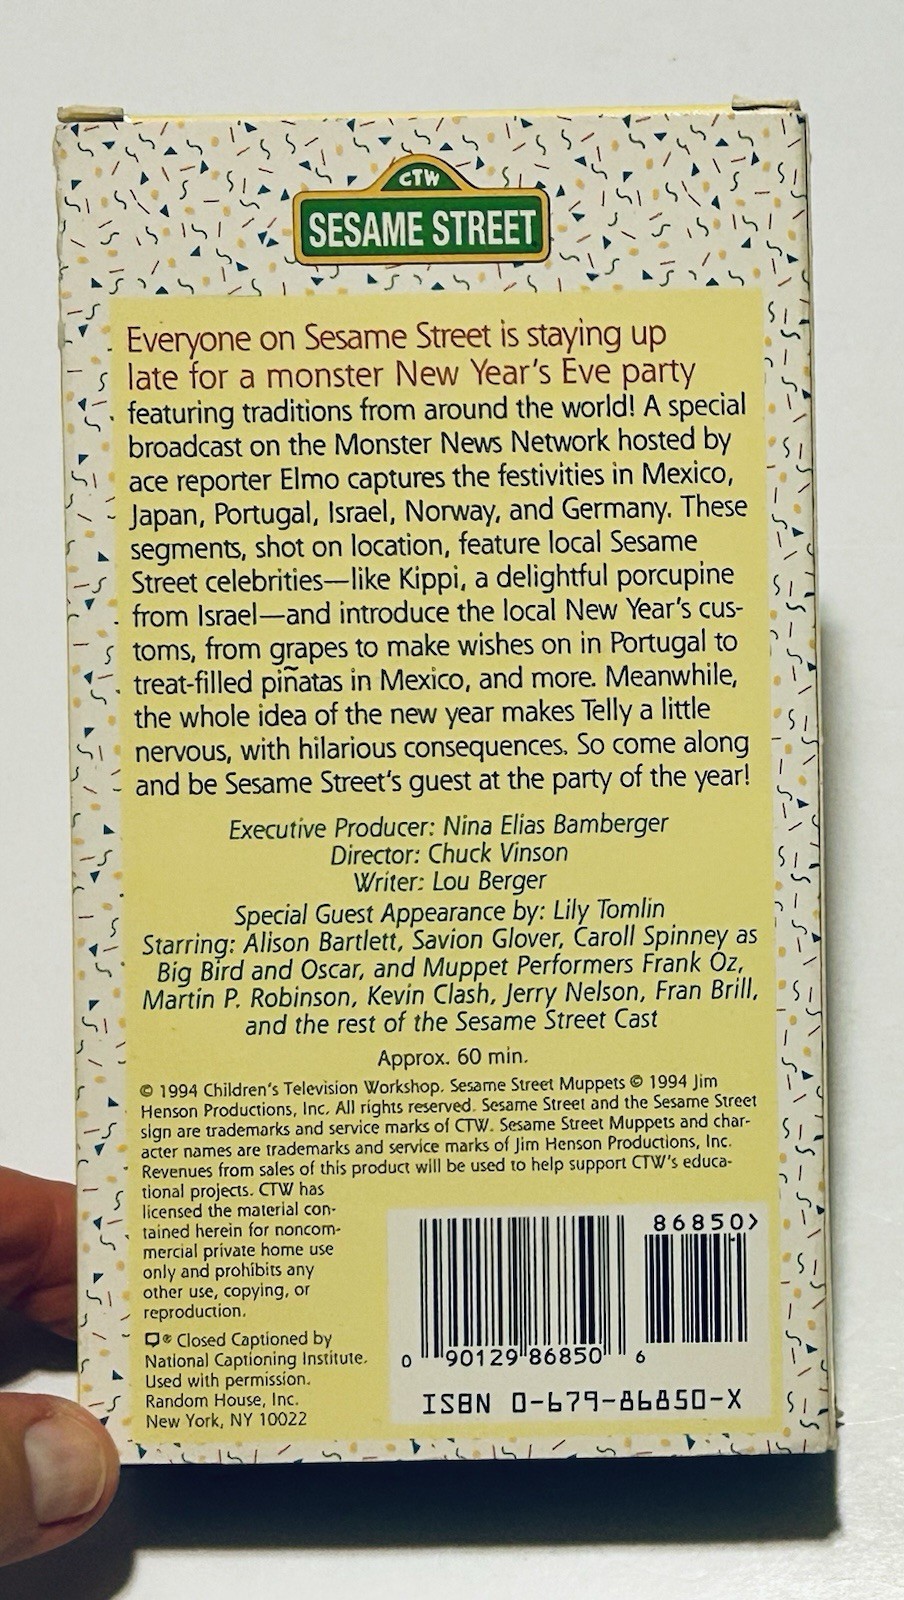 CTW
SESAME STREET
Everyone on Sesame Street is staying up
late for a monster New Year's Eve party
featuring traditions from around the world! A special
broadcast on the Monster News Network hosted by
ace reporter Elmo captures the festivities in Mexico,
Japan, Portugal, Israel, Norway, and Germany. These
segments, shot on location, feature local Sesame
Street celebrities—like Kippi, a delightful porcupine
from Israel—and introduce the local New Year's cus-
toms, from grapes to make wishes on in Portugal to
treat-filled piñatas in Mexico, and more. Meanwhile,
the whole idea of the new year makes Telly a little
nervous, with hilarious consequences. So come along
and be Sesame Street's guest at the party of the year!
Executive Producer: Nina Elias Bamberger
Director: Chuck Vinson
Writer: Lou Berger
Special Guest Appearance by: Lily Tomlin
Starring: Alison Bartlett, Savion Glover, Caroll Spinney as
Big Bird and Oscar, and Muppet Performers Frank Oz,
Martin P. Robinson, Kevin Clash, Jerry Nelson, Fran Brill,
and the rest of the Sesame Street Cast
Approx. 60 min.
© 1994 Children's Television Workshop. Sesame Street Muppets © 1994 Jim
Henson Productions, Inc. All rights reserved. Sesame Street and the Sesame Street
sign are trademarks and service marks of CTW. Sesame Street Muppets and char-
acter names are trademarks and service marks of Jim Henson Productions, Inc.
Revenues from sales of this product will be used to help support CTW's educa-
tional projects. CTW has
licensed the material con-
tained herein for noncom-
mercial private home use
only and prohibits any
other use, copying, or
reproduction.
® Closed Captioned by
National Captioning Institute.
Used with permission.
Random House, Inc.
New York, NY 10022
86850>
0 90129 86850 6
ISBN 0-679-86850-X